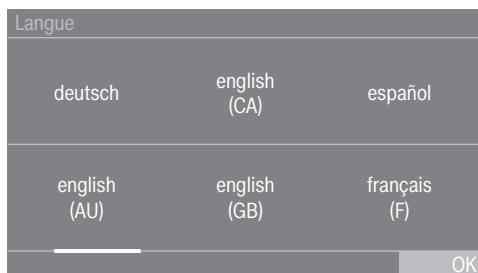 Langue
deutsch
english
(CA)
español
english
(AU)
english
(GB)
français
(F)
OK